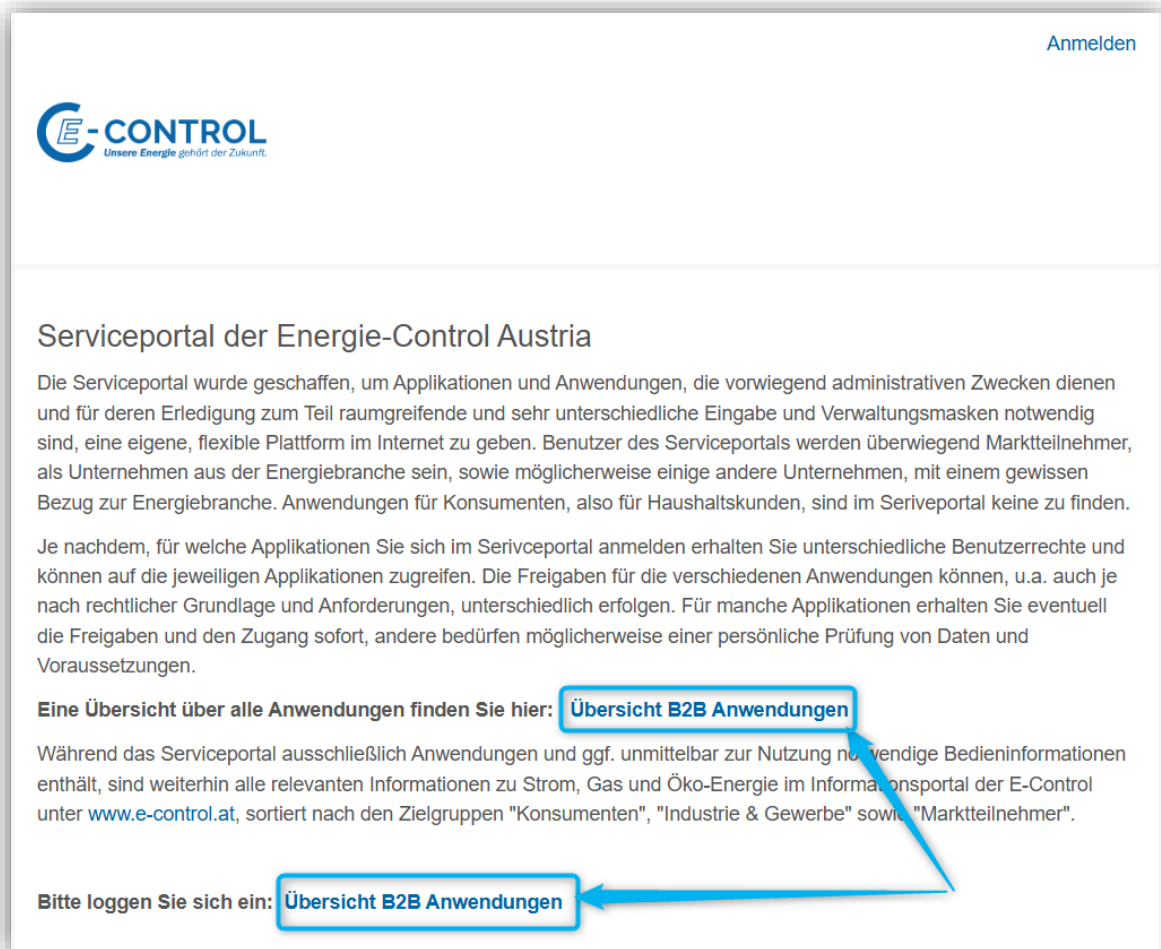 Anmelden
E-CONTROL
Unsere Energie gehört der Zukunft.
Serviceportal der Energie-Control Austria
Die Serviceportal wurde geschaffen, um Applikationen und Anwendungen, die vorwiegend administrativen Zwecken dienen
und für deren Erledigung zum Teil raumgreifende und sehr unterschiedliche Eingabe und Verwaltungsmasken notwendig
sind, eine eigene, flexible Plattform im Internet zu geben. Benutzer des Serviceportals werden überwiegend Marktteilnehmer,
als Unternehmen aus der Energiebranche sein, sowie möglicherweise einige andere Unternehmen, mit einem gewissen
Bezug zur Energiebranche. Anwendungen für Konsumenten, also für Haushaltskunden, sind im Seriveportal keine zu finden.
Je nachdem, für welche Applikationen Sie sich im Serivceportal anmelden erhalten Sie unterschiedliche Benutzerrechte und
können auf die jeweiligen Applikationen zugreifen. Die Freigaben für die verschiedenen Anwendungen können, u.a. auch je
nach rechtlicher Grundlage und Anforderungen, unterschiedlich erfolgen. Für manche Applikationen erhalten Sie eventuell
die Freigaben und den Zugang sofort, andere bedürfen möglicherweise einer persönliche Prüfung von Daten und
Voraussetzungen.
Eine Übersicht über alle Anwendungen finden Sie hier: Übersicht B2B Anwendungen
Während das Serviceportal ausschließlich Anwendungen und ggf. unmittelbar zur Nutzung notwendige Bedieninformationen
enthält, sind weiterhin alle relevanten Informationen zu Strom, Gas und Öko-Energie im Informationsportal der E-Control
unter www.e-control.at, sortiert nach den Zielgruppen "Konsumenten", "Industrie & Gewerbe" sowie "Marktteilnehmer".
Bitte loggen Sie sich ein: Übersicht B2B Anwendungen